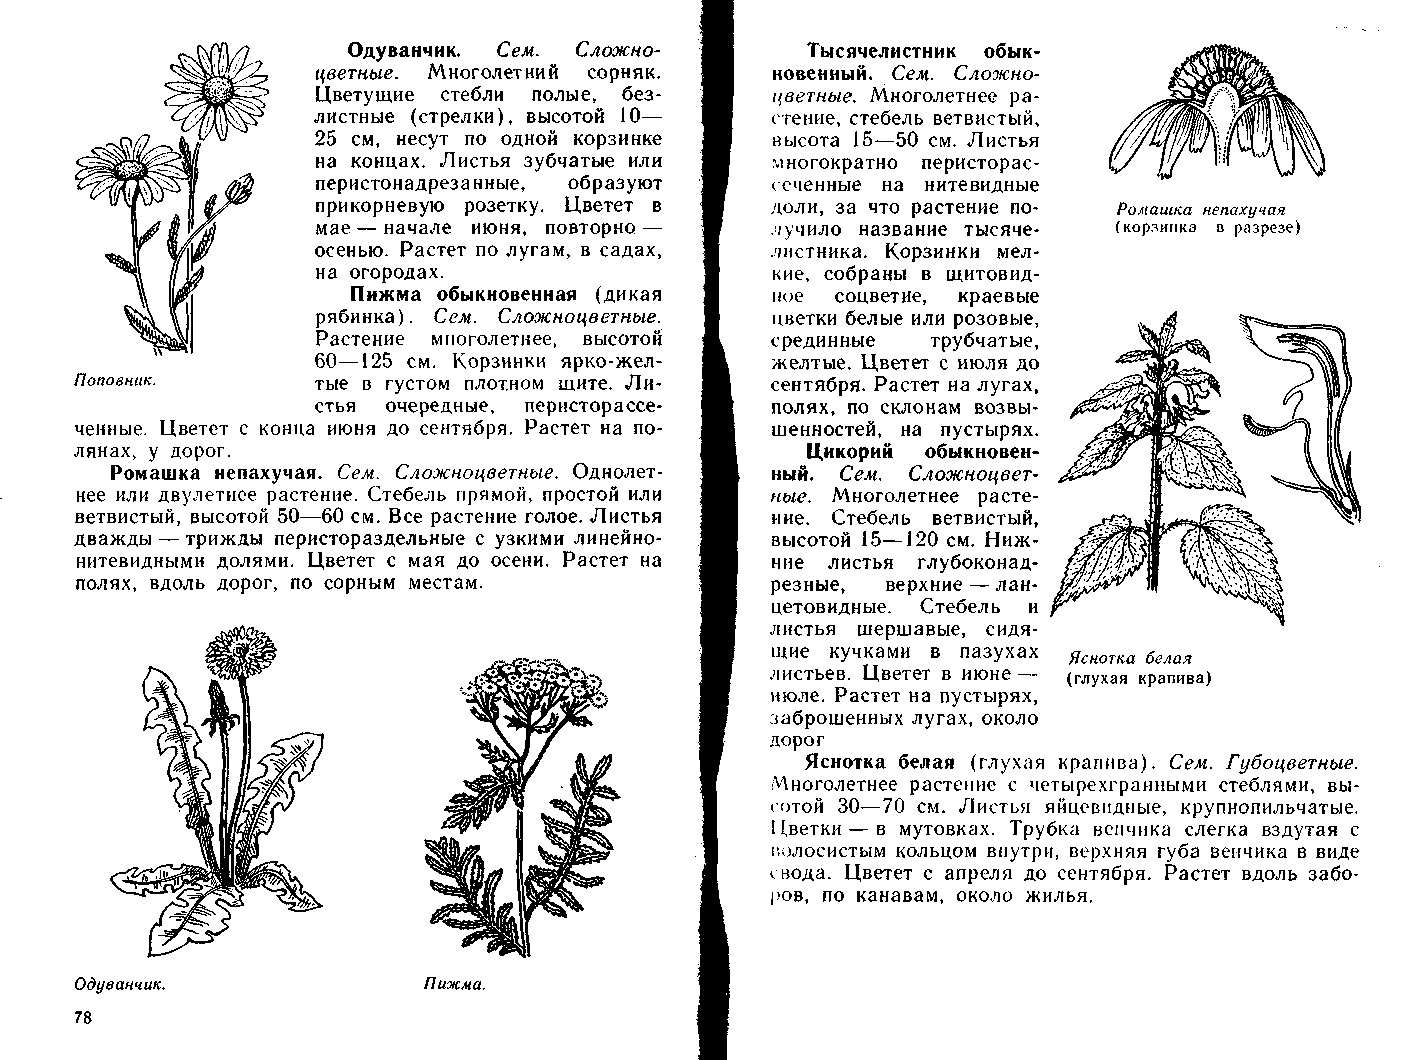 Одуванчик. Сем. Сложно-
цветные. Многолетний сорняк.
Цветущие стебли полые, без-
листные (стрелки), высотой 10—
25 см, несут по одной корзинке
на концах. Листья зубчатые или
перистонадрезанные, образуют
прикорневую розетку. Цветет в
мае — начале июня, повторно —
осенью. Растет по лугам, в садах,
на огородах.
Пижма обыкновенная (дикая
рябинка). Сем. Сложноцветные.
Растение многолетнее, высотой
60—125 см. Корзинки ярко-жел-
тые в густом плотном щите. Ли-
стья очередные, перисторассе-
ченные. Цветет с конца июня до сентября. Растет на по-
лянах, у дорог.
Поповник.
Ромашка непахучая. Сем. Сложноцветные. Однолет-
нее или двулетнее растение. Стебель прямой, простой или
ветвистый, высотой 50—60 см. Все растение голое. Листья
дважды — трижды перистораздельные с узкими линейно-
нитевидными долями. Цветет с мая до осени. Растет на
полях, вдоль дорог, по сорным местам.
Одуванчик.
Пижма.
78
Тысячелистник обык-
новенный. Сем. Сложно-
цветные. Многолетнее ра-
стение, стебель ветвистый,
высота 15—50 см. Листья
многократно перисторас-
сеченные на нитевидные
доли, за что растение по-
лучило название тысяче-
листника. Корзинки мел-
кие, собраны в щитовид-
ное соцветие, краевые
цветки белые или розовые,
срединные трубчатые,
желтые. Цветет с июля до
сентября. Растет на лугах,
полях, по склонам возвы-
шенностей, на пустырях.
Цикорий обыкновен-
ный. Сем. Сложноцвет-
ные. Многолетнее расте-
ние. Стебель ветвистый,
высотой 15—120 см. Ниж-
ние листья глубоконад-
резные, верхние — лан-
цетовидные. Стебель и
листья шершавые, сидя-
щие кучками в пазухах
листьев. Цветет в июне —
июле. Растет на пустырях,
заброшенных лугах, около
дорог
Ромашка непахучая
(корзинка в разрезе)
Яснотка белая
(глухая крапива)
Яснотка белая (глухая крапива). Сем. Губоцветные.
Многолетнее растение с четырехгранными стеблями, вы-
сотой 30—70 см. Листья яйцевидные, крупнопильчатые.
Цветки — в мутовках. Трубка венчика слегка вздутая с
волосистым кольцом внутри, верхняя губа венчика в виде
свода. Цветет с апреля до сентября. Растет вдоль забо-
ров, по канавам, около жилья.